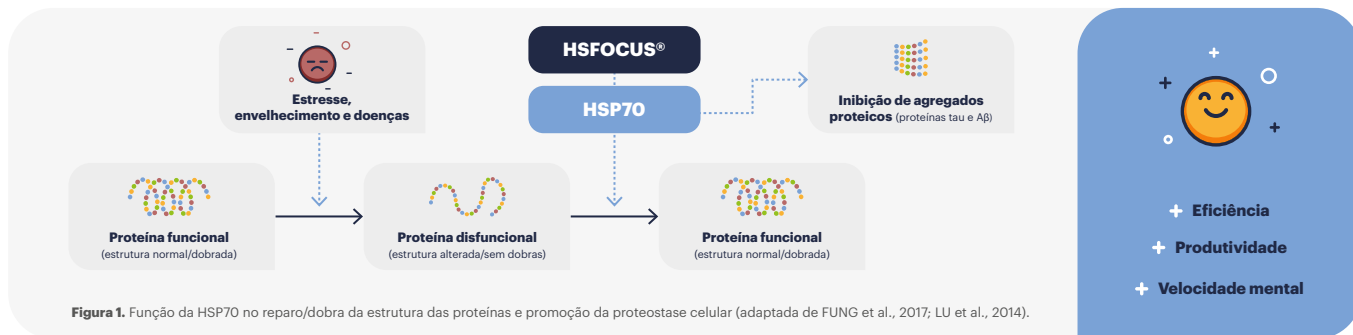 Estresse,
envelhecimento e doenças
HSFOCUS®
HSP70
Inibição de agregados
proteicos (proteínas tau e Aβ)
Proteína funcional
(estrutura normal/dobrada)
Proteína disfuncional
(estrutura alterada/sem dobras)
Proteína funcional
(estrutura normal/dobrada)
Figura 1. Função da HSP70 no reparo/dobra da estrutura das proteínas e promoção da proteostase celular (adaptada de FUNG et al., 2017; LU et al., 2014).
+ Eficiência
+ Produtividade
+ Velocidade mental